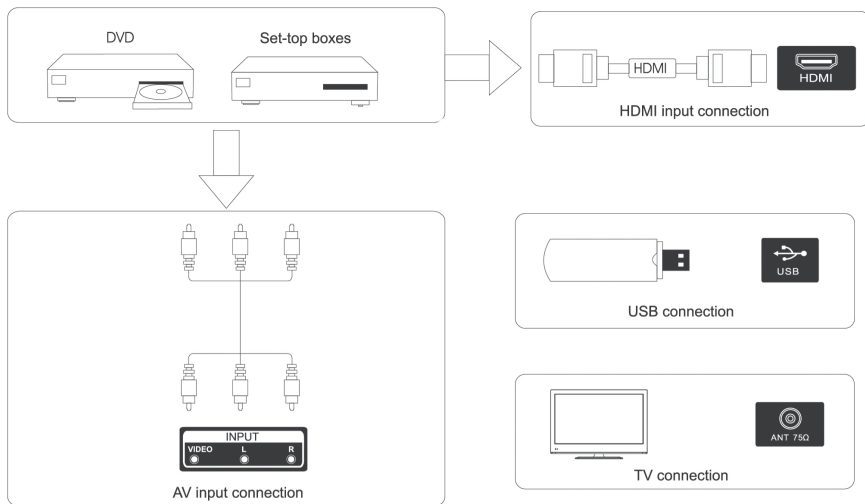 DVD
Set-top boxes
HDMI
HDMI
HDMI input connection
INPUT
VIDEO L R
AV input connection
USB
USB connection
ANT 75Ω
TV connection